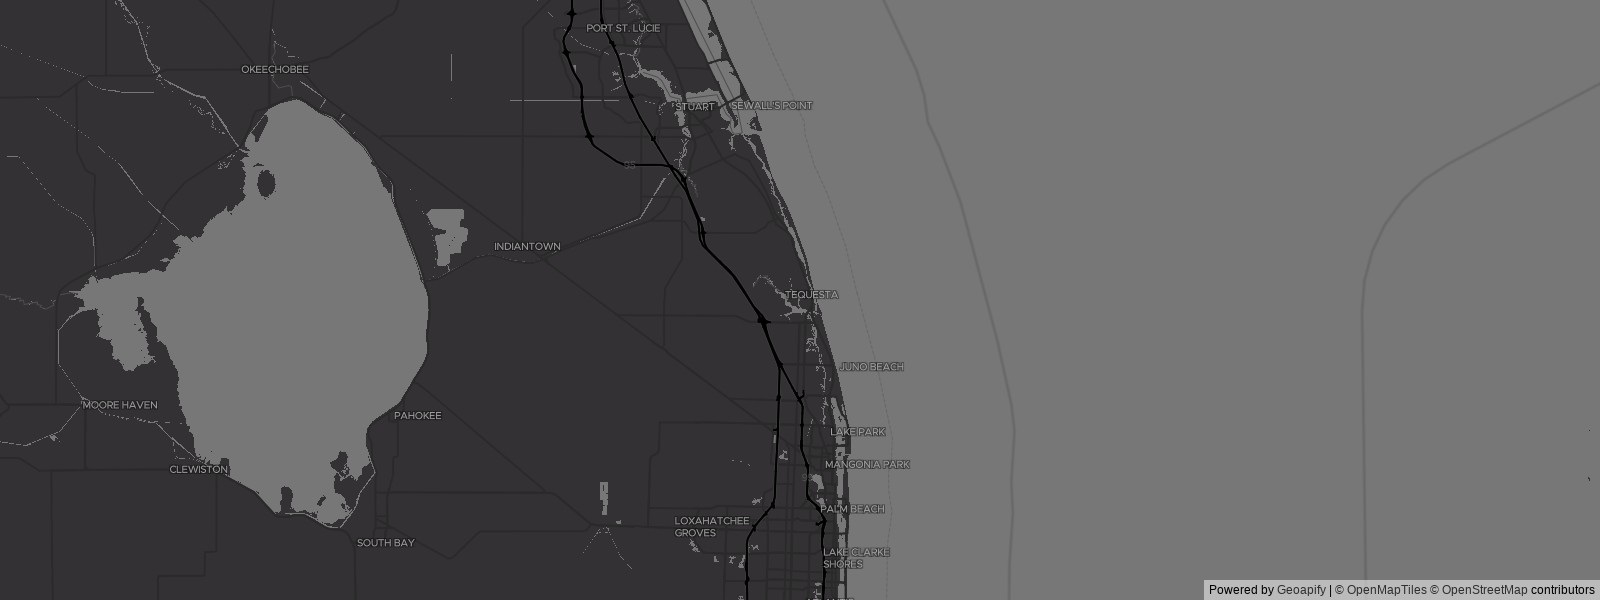 PORT ST. LUCIE
OKEECHOBEE
STUART
SEWALL'S POINT
95
INDIANTOWN
TEQUESTA
JUNO BEACH
MOORE HAVEN
PAHOKEE
LAKE PARK
MANGONIA PARK
CLEWISTON
PALM BEACH
LOXAHATCHEE
GROVES
SOUTH BAY
LAKE CLARKE
SHORES
Powered by Geoapify | © OpenMapTiles © OpenStreetMap contributors